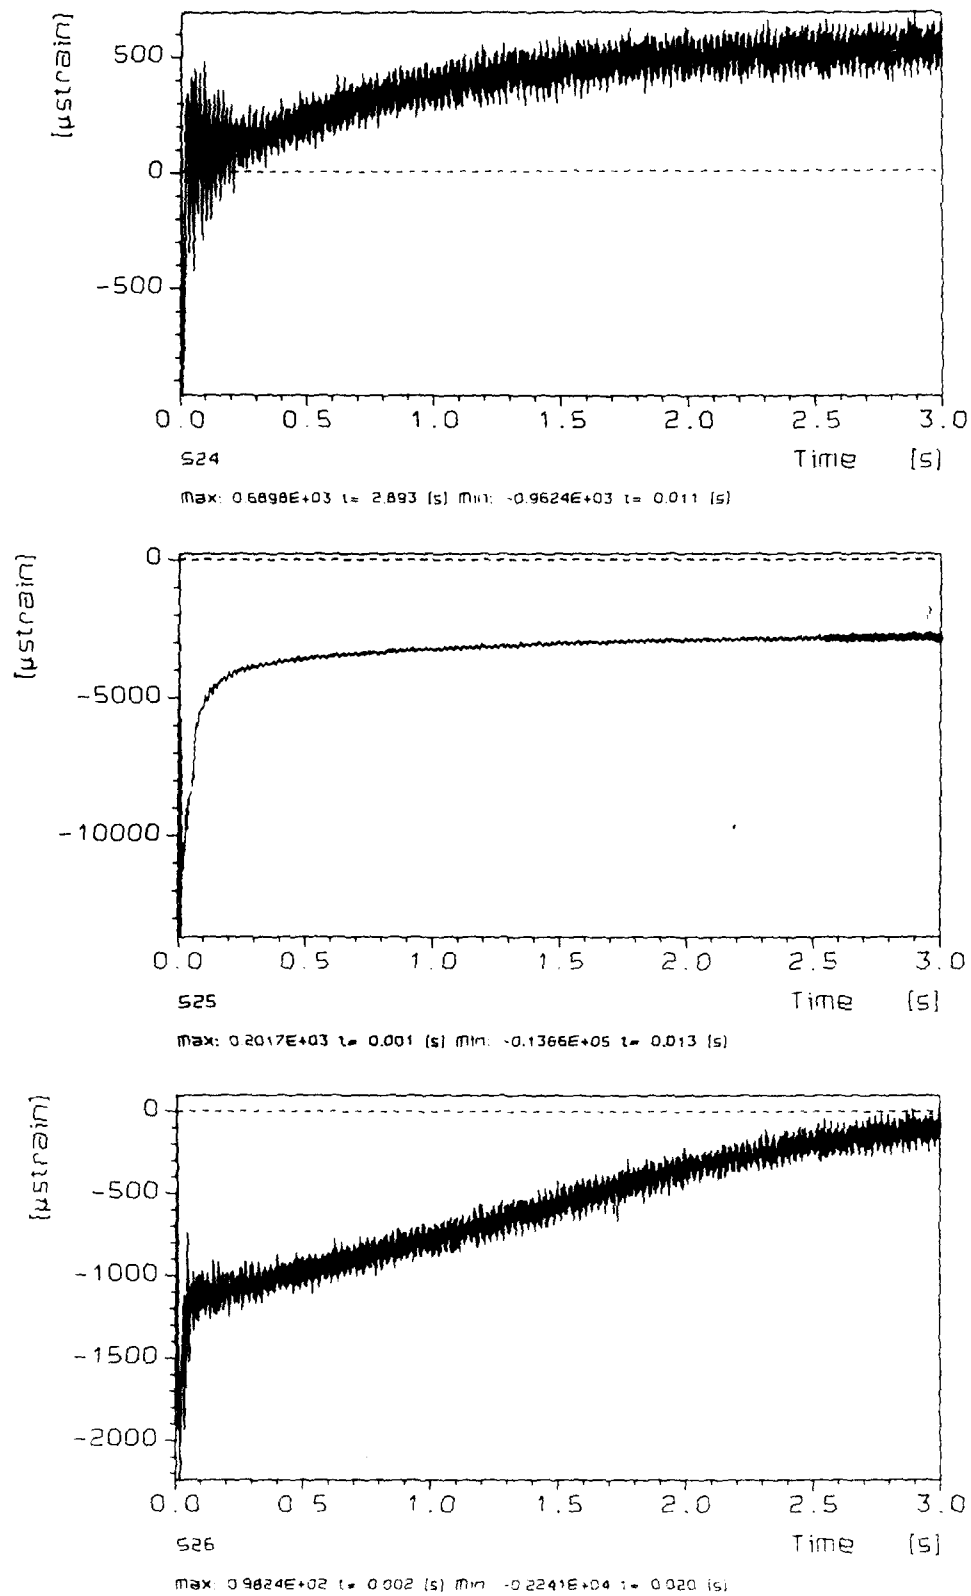 [µstrain]
500
0
-500
0.0 0.5 1.0 1.5 2.0 2.5 3.0
S24 Time [s]
Max: 0.6898E+03 t= 2.893 [s] Min: -0.9624E+03 t= 0.011 [s]
[µstrain]
0
-5000
-10000
0.0 0.5 1.0 1.5 2.0 2.5 3.0
S25 Time [s]
Max: 0.2017E+03 t= 0.001 [s] Min: -0.1366E+05 t= 0.013 [s]
[µstrain]
0
-500
-1000
-1500
-2000
0.0 0.5 1.0 1.5 2.0 2.5 3.0
S26 Time [s]
Max: 0.9824E+02 t= 0.002 [s] Min: -0.2241E+04 t= 0.020 [s]